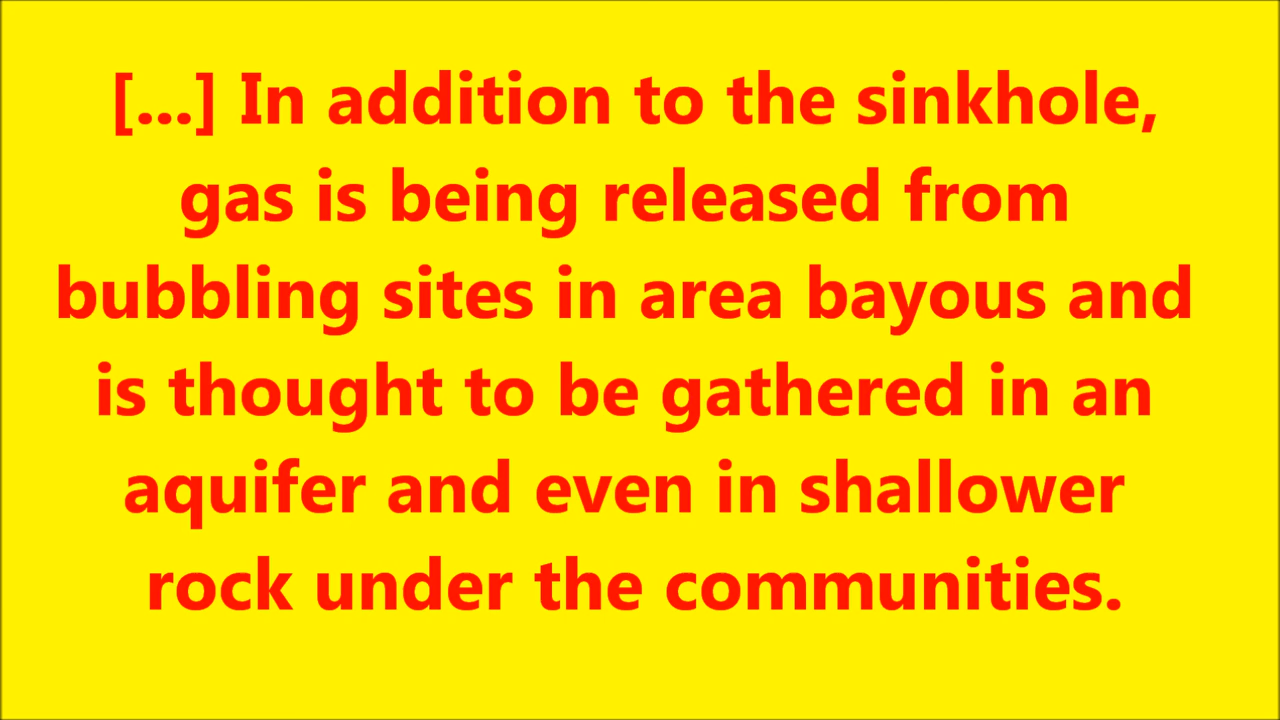 [...] In addition to the sinkhole,
gas is being released from
bubbling sites in area bayous and
is thought to be gathered in an
aquifer and even in shallower
rock under the communities.